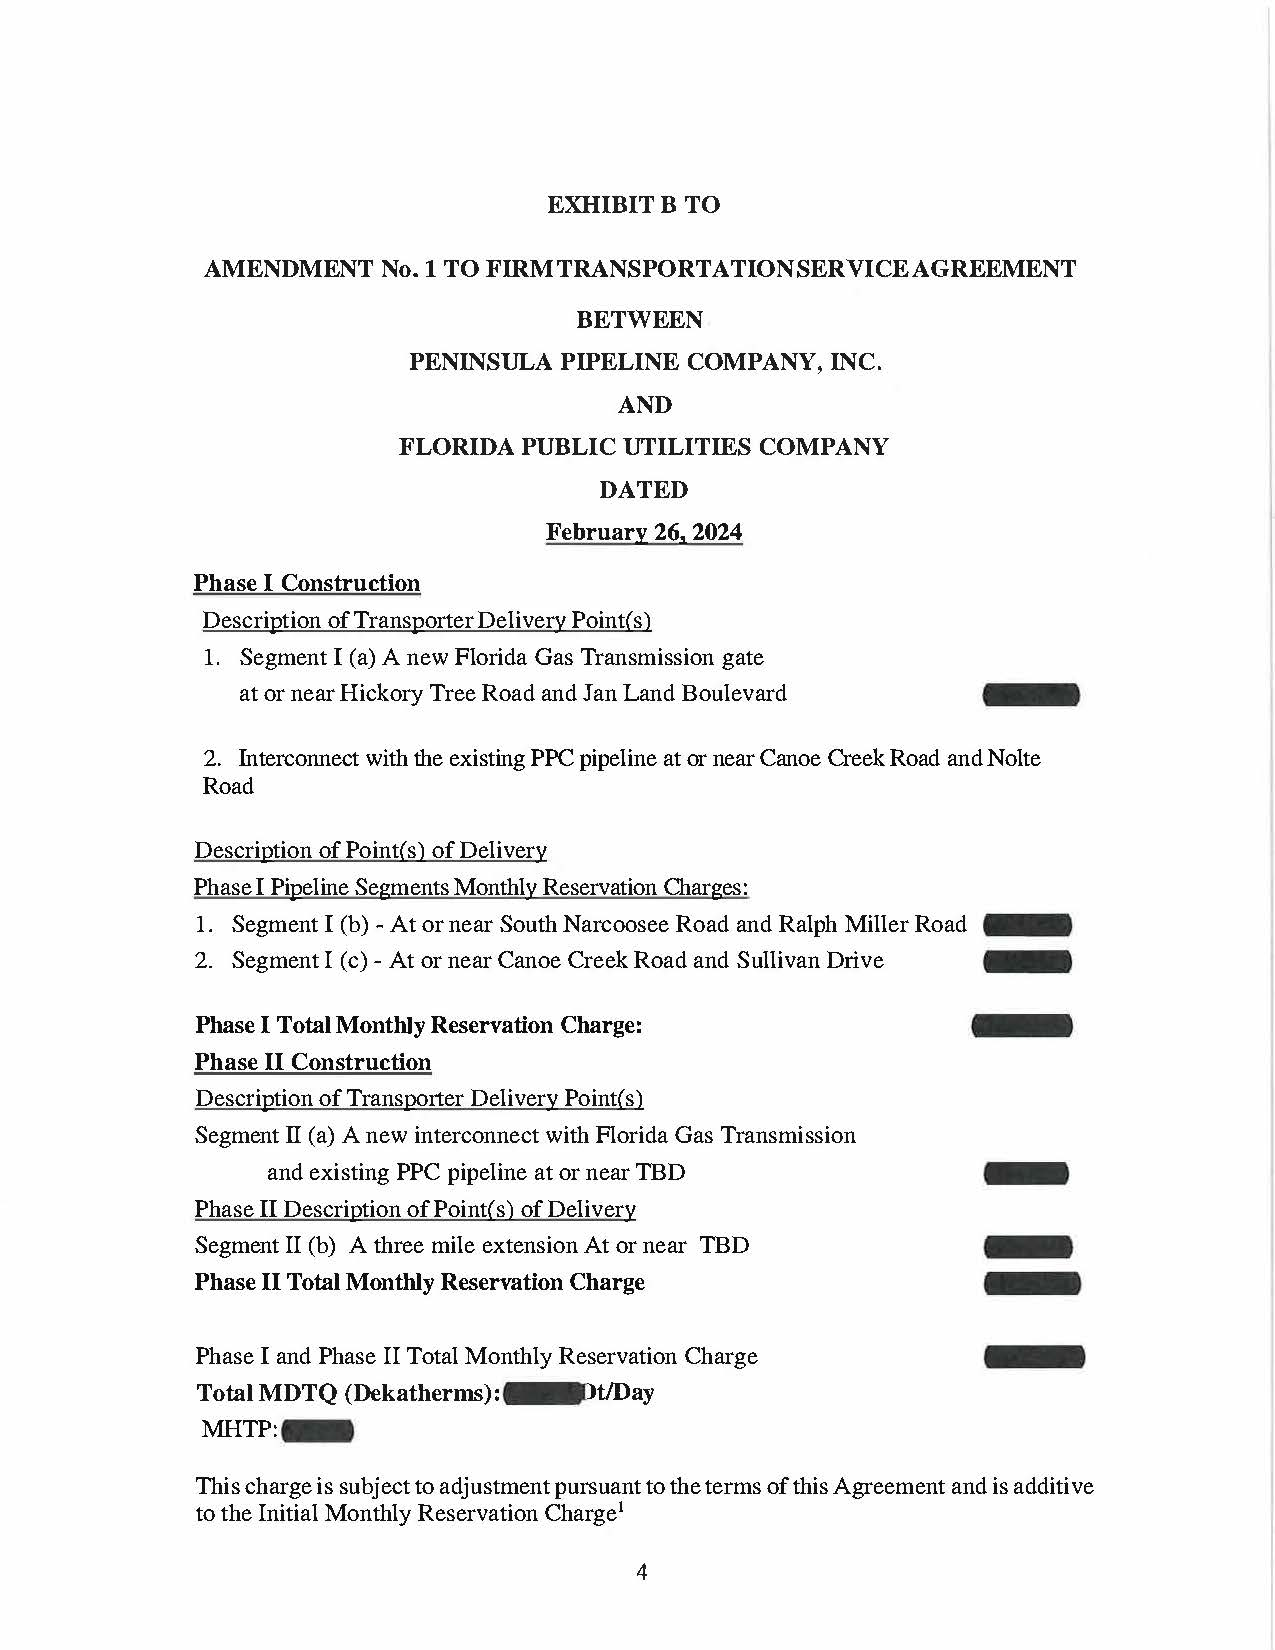 EXHIBIT B TO
AMENDMENT No. 1 TO FIRM TRANSPORTATION SERVICE AGREEMENT
BETWEEN
PENINSULA PIPELINE COMPANY, INC.
AND
FLORIDA PUBLIC UTILITIES COMPANY
DATED
February 26, 2024
Phase I Construction
Description of Transporter Delivery Point(s)
1. Segment I (a) A new Florida Gas Transmission gate
at or near Hickory Tree Road and Jan Land Boulevard
2. Interconnect with the existing PPC pipeline at or near Canoe Creek Road and Nolte
Road
Description of Point(s) of Delivery
Phase I Pipeline Segments Monthly Reservation Charges:
1. Segment I (b) - At or near South Narcoosee Road and Ralph Miller Road
2. Segment I (c) - At or near Canoe Creek Road and Sullivan Drive
Phase I Total Monthly Reservation Charge:
Phase II Construction
Description of Transporter Delivery Point(s)
Segment II (a) A new interconnect with Florida Gas Transmission
and existing PPC pipeline at or near TBD
Phase II Description of Point(s) of Delivery
Segment II (b) A three mile extension At or near TBD
Phase II Total Monthly Reservation Charge
Phase I and Phase II Total Monthly Reservation Charge
Total MDTQ (Dekatherms): Dt/Day
MHTP:
This charge is subject to adjustment pursuant to the terms of this Agreement and is additive
to the Initial Monthly Reservation Charge¹
4